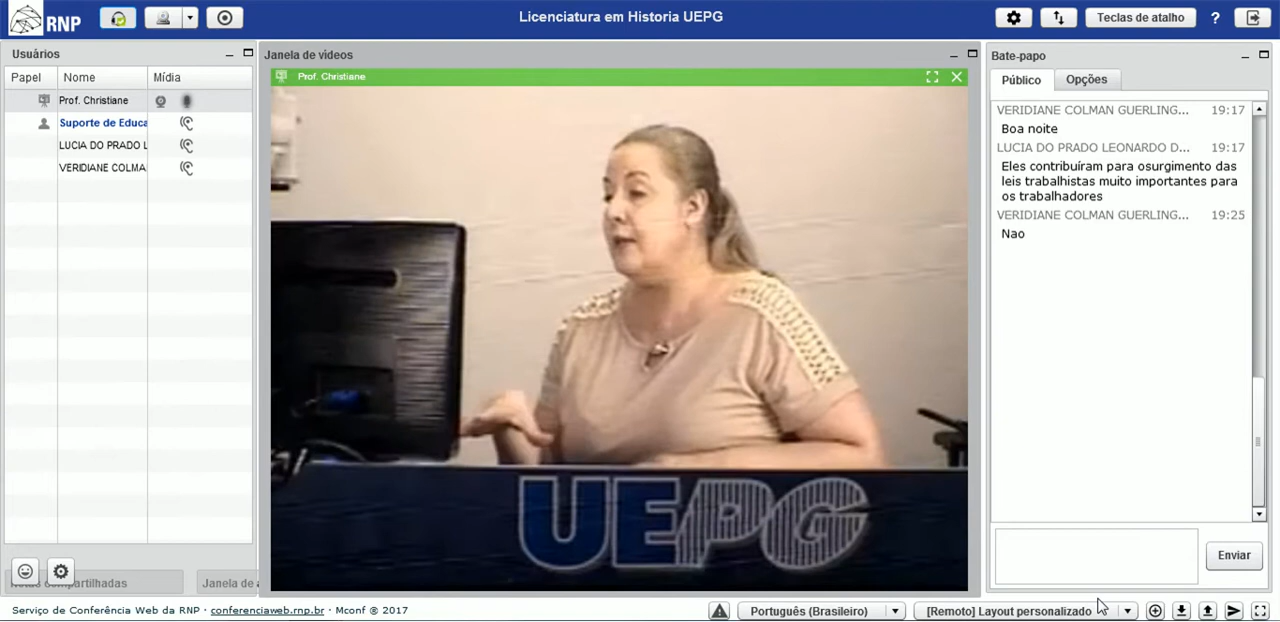 RNP
Licenciatura em Historia UEPG
Teclas de atalho
?
Usuários
Papel Nome Mídia
Prof. Christiane
Suporte de Educa
LUCIA DO PRADO L
VERIDIANE COLMA
compartilhadas
Janela de
Janela de videos
Prof. Christiane
UEPG
Bate-papo
Público Opções
VERIDIANE COLMAN GUERLING... 19:17
Boa noite
LUCIA DO PRADO LEONARDO D... 19:17
Eles contribuíram para osurgimento das
leis trabalhistas muito importantes para
os trabalhadores
VERIDIANE COLMAN GUERLING... 19:25
Nao
Enviar
Serviço de Conferência Web da RNP · conferenciaweb.rnp.br · Mconf ® 2017
Português (Brasileiro)
[Remoto] Layout personalizado